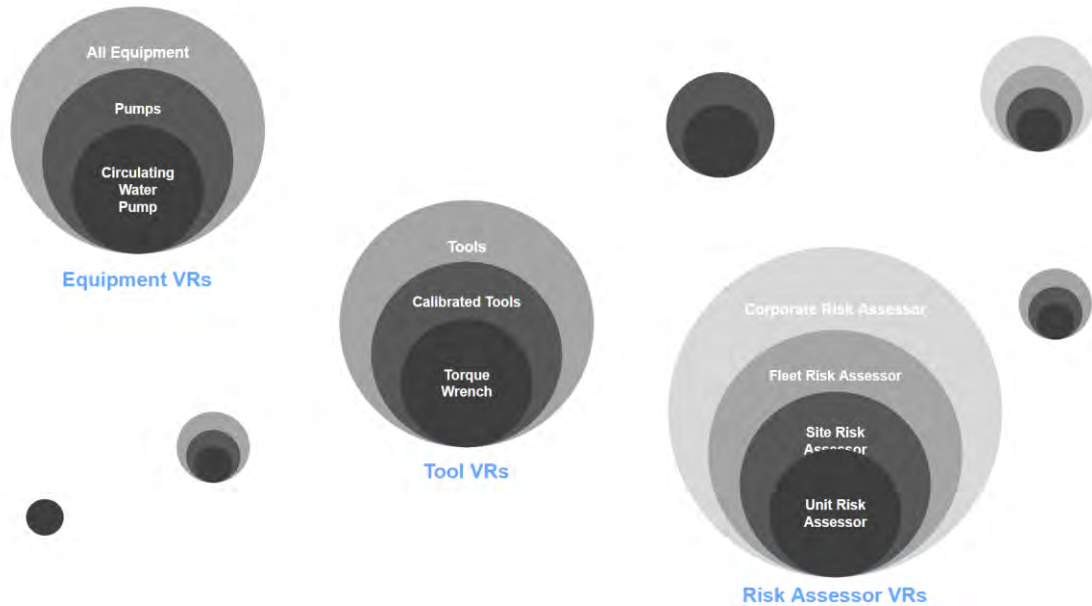 All Equipment
Pumps
Circulating
Water
Pump
Equipment VRs
Tools
Calibrated Tools
Torque
Wrench
Tool VRs
Corporate Risk Assessor
Fleet Risk Assessor
Site Risk
Assessor
Unit Risk
Assessor
Risk Assessor VRs